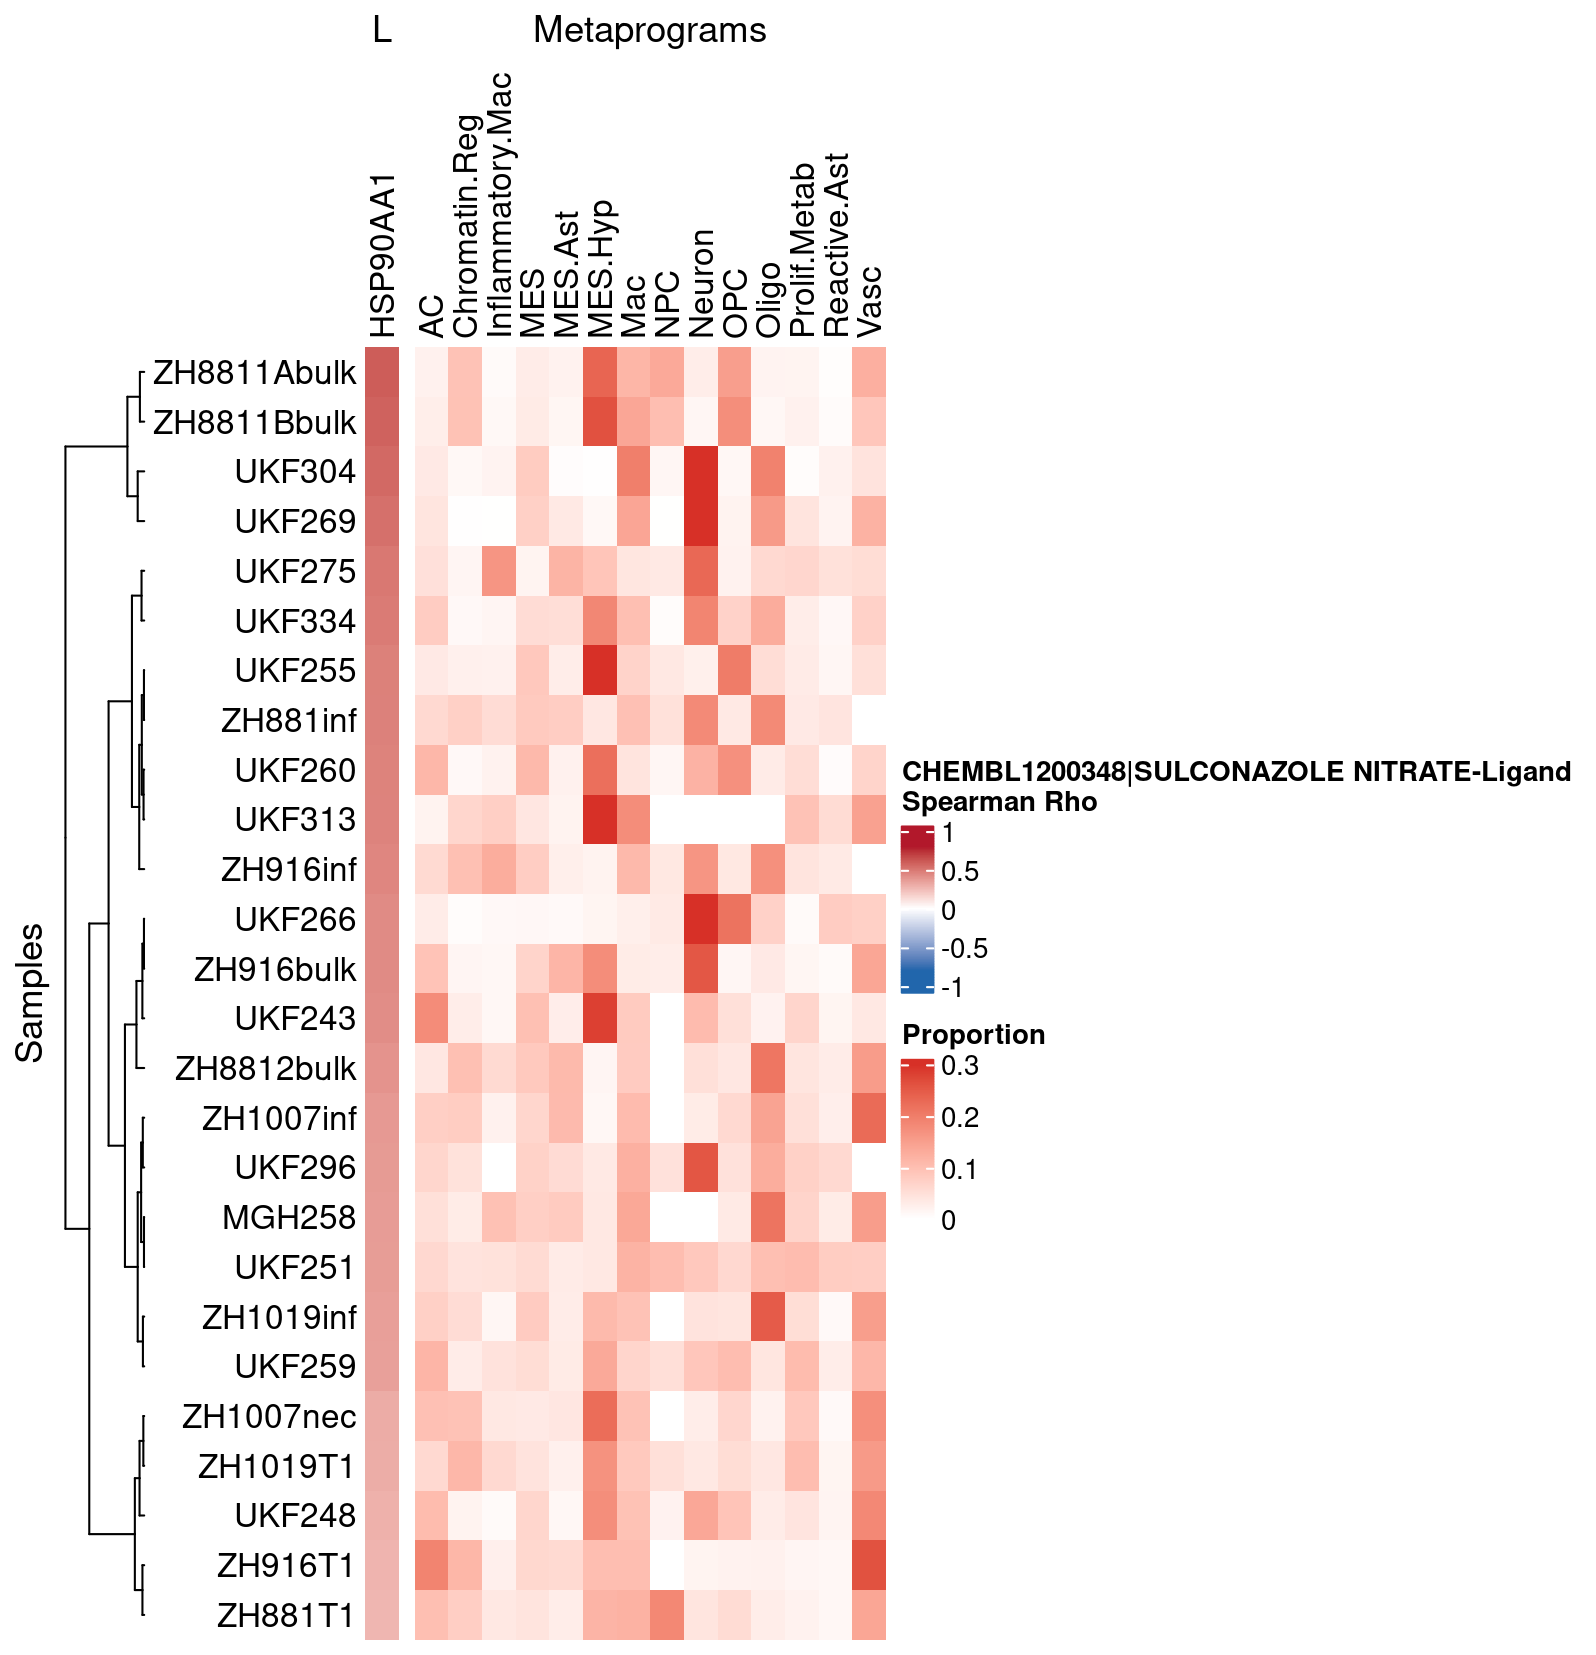 L Metaprograms
HSP90AA1
AC
Chromatin.Reg
Inflammatory.Mac
MES
MES.Ast
MES.Hyp
Mac
NPC
Neuron
OPC
Oligo
Prolif.Metab
Reactive.Ast
Vasc
Samples
ZH8811Abulk
ZH8811Bbulk
UKF304
UKF269
UKF275
UKF334
UKF255
ZH881inf
UKF260
UKF313
ZH916inf
UKF266
ZH916bulk
UKF243
ZH8812bulk
ZH1007inf
UKF296
MGH258
UKF251
ZH1019inf
UKF259
ZH1007nec
ZH1019T1
UKF248
ZH916T1
ZH881T1
CHEMBL1200348|SULCONAZOLE NITRATE-Ligand
Spearman Rho
1
0.5
0
-0.5
-1
Proportion
0.3
0.2
0.1
0